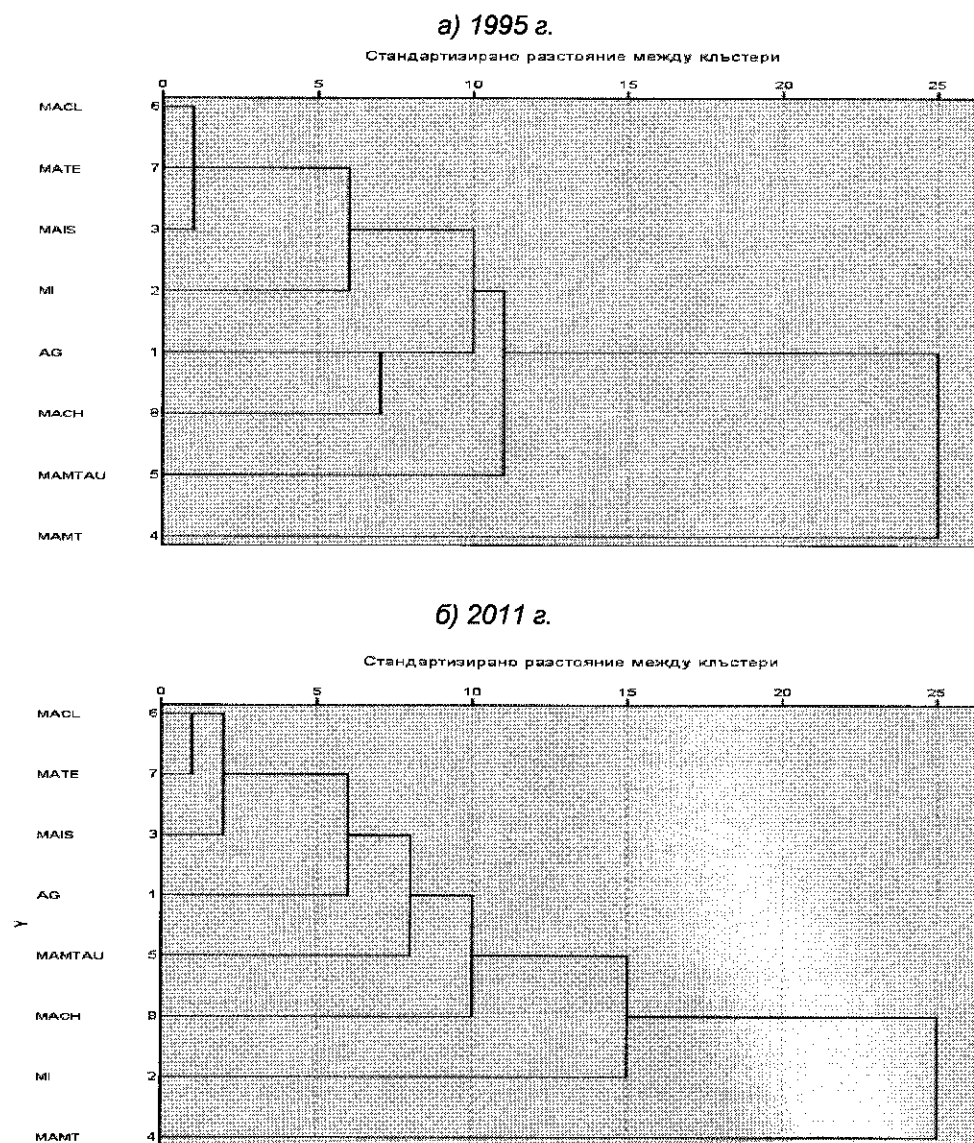 а) 1995 г.
Стандартизирано разстояние между клъстери
0 5 10 15 20 25
MACL 6
MATE 7
MAIS 3
MI 2
AG 1
MACH 8
MAMTAU 5
MAMT 4
б) 2011 г.
Стандартизирано разстояние между клъстери
0 5 10 15 20 25
MACL 6
MATE 7
MAIS 3
AG 1
Y
MAMTAU 5
MACH 8
MI 2
MAMT 4